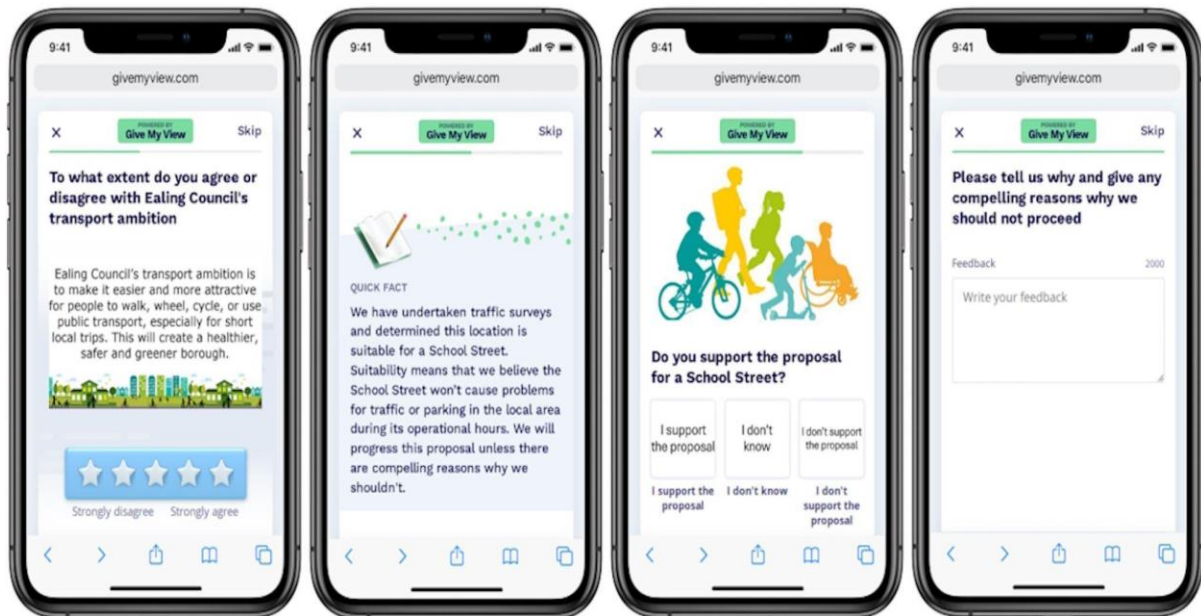 9:41
givemyview.com
X
POWERED BY
Give My View
Skip
To what extent do you agree or
disagree with Ealing Council's
transport ambition
Ealing Council's transport ambition is
to make it easier and more attractive
for people to walk, wheel, cycle, or use
public transport, especially for short
local trips. This will create a healthier,
safer and greener borough.
Strongly disagree Strongly agree
9:41
givemyview.com
X
POWERED BY
Give My View
Skip
QUICK FACT
We have undertaken traffic surveys
and determined this location is
suitable for a School Street.
Suitability means that we believe the
School Street won't cause problems
for traffic or parking in the local area
during its operational hours. We will
progress this proposal unless there
are compelling reasons why we
shouldn't.
9:41
givemyview.com
X
POWERED BY
Give My View
Skip
Do you support the proposal
for a School Street?
I support
the proposal
I don't
know
I don't support
the proposal
I support the
proposal
I don't know
I don't
support the
proposal
9:41
givemyview.com
X
POWERED BY
Give My View
Skip
Please tell us why and give any
compelling reasons why we
should not proceed
Feedback 2000
Write your feedback